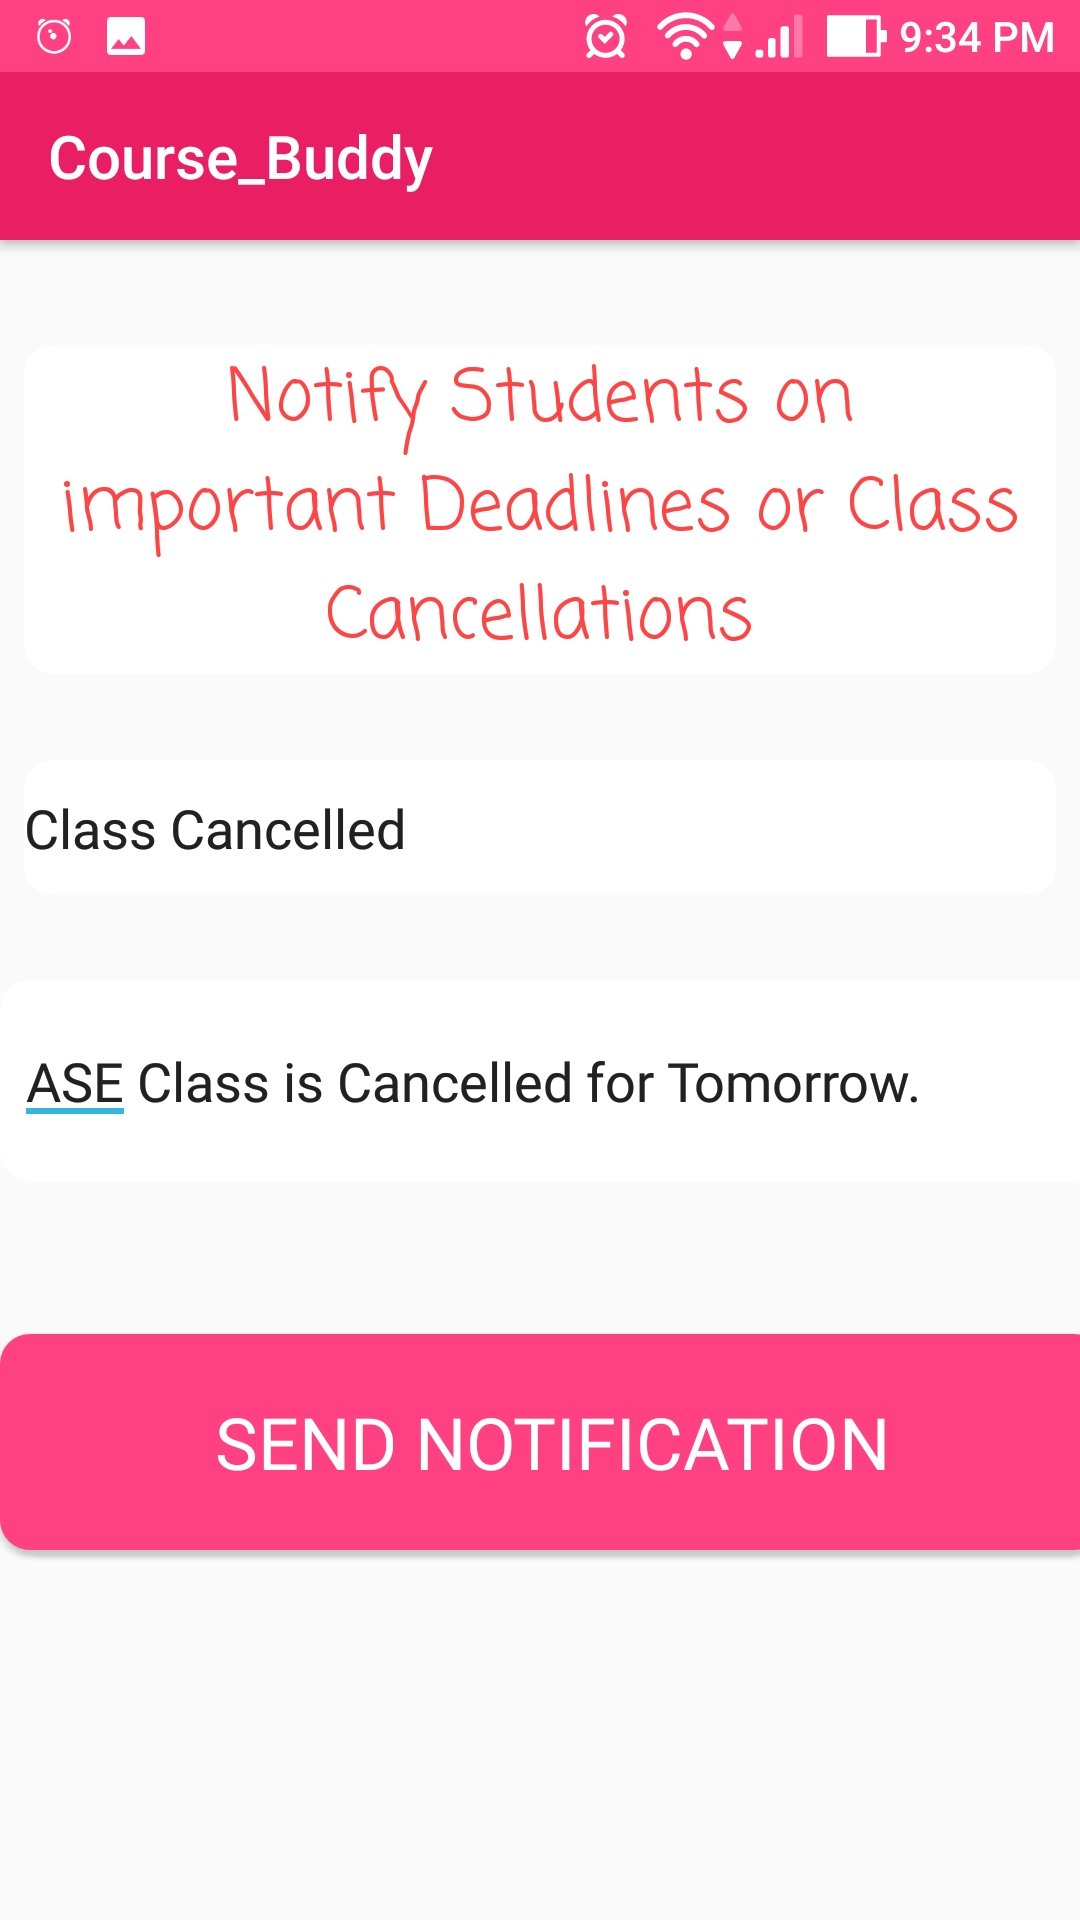 9:34 PM
Course_Buddy
Notify Students on
important Deadlines or Class
Cancellations
Class Cancelled
ASE Class is Cancelled for Tomorrow.
SEND NOTIFICATION